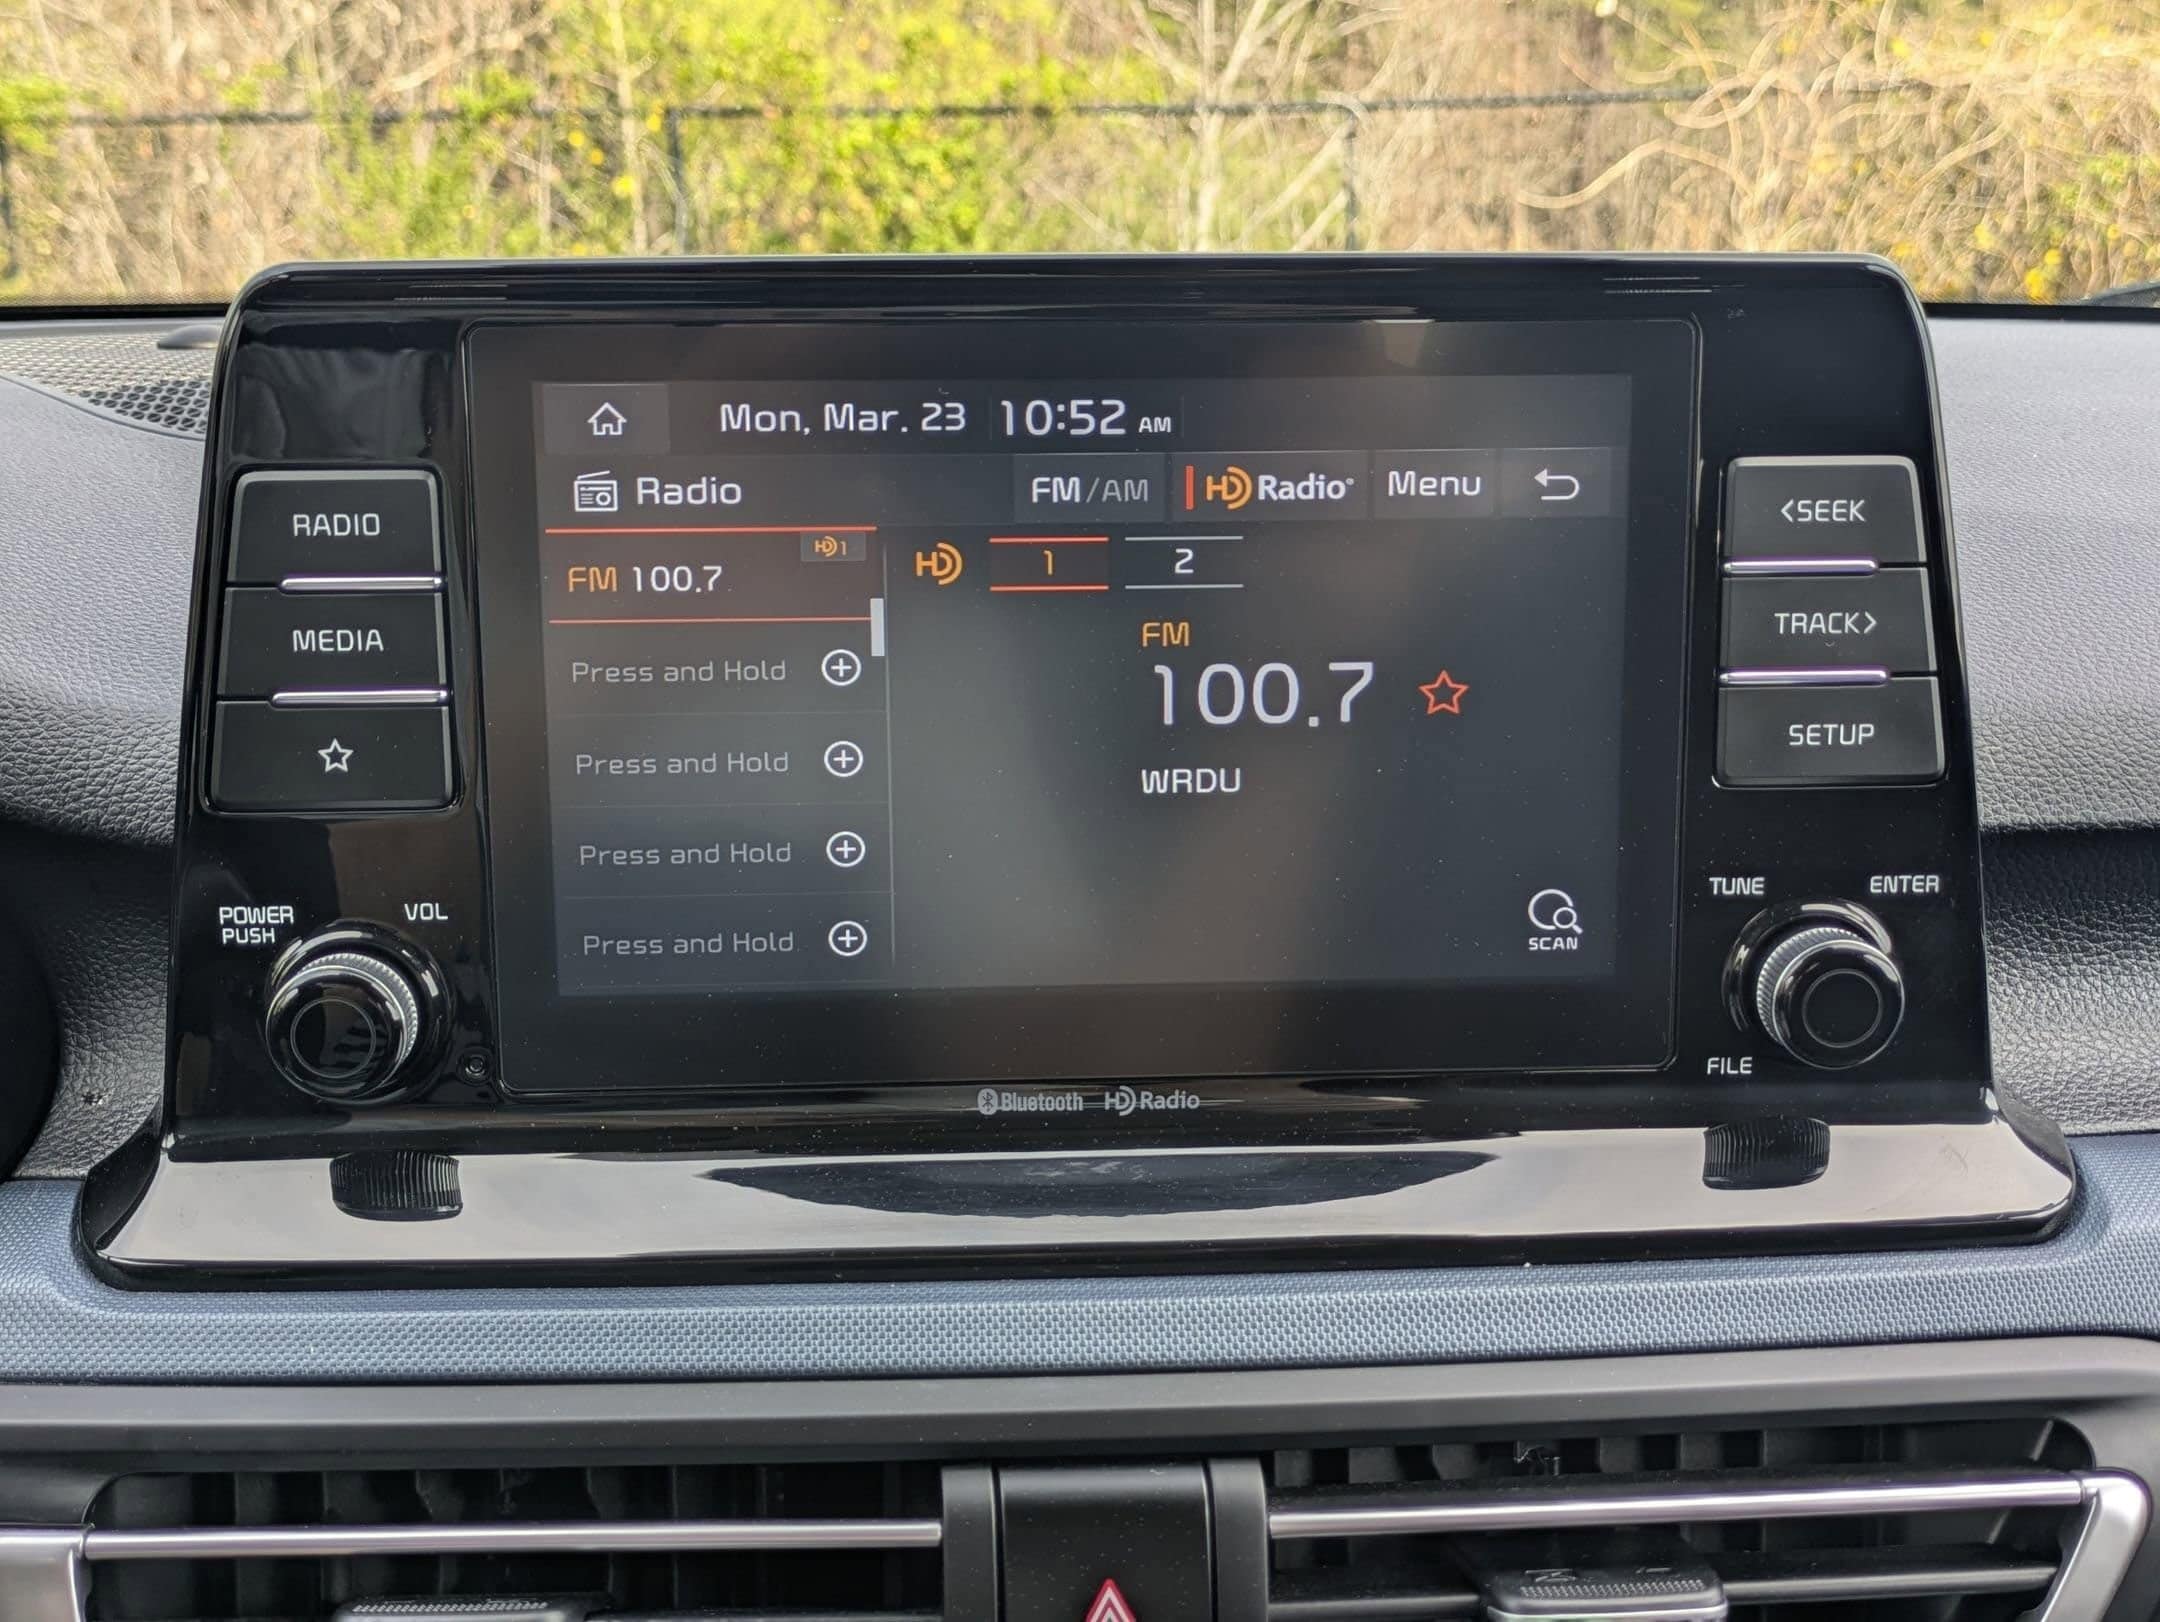 Mon, Mar. 23 10:52 AM
Radio FM/AM HD Radio® Menu
HD 1
FM 100.7
HD 1 2
FM
100.7
WRDU
Press and Hold
Press and Hold
Press and Hold
Press and Hold
SCAN
RADIO
MEDIA
POWER
PUSH
VOL
<SEEK
TRACK>
SETUP
TUNE
ENTER
FILE
Bluetooth HD Radio